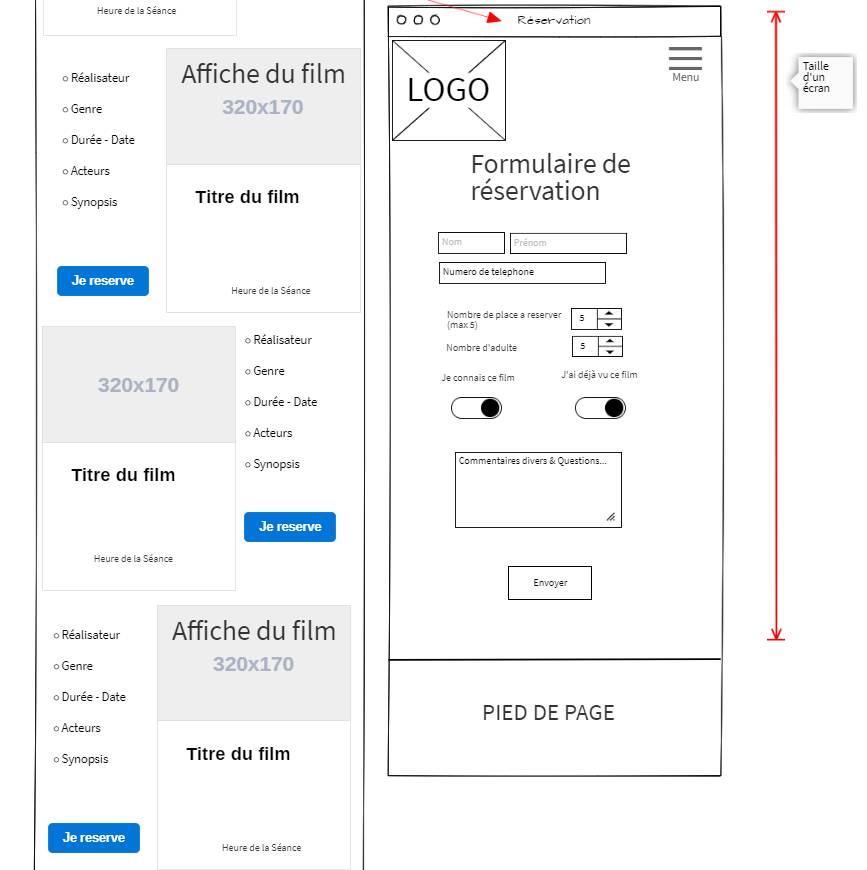 Heure de la Séance
Réalisateur
Genre
Durée - Date
Acteurs
Synopsis
Je reserve
Affiche du film
320x170
Titre du film
Heure de la Séance
320x170
Titre du film
Heure de la Séance
Réalisateur
Genre
Durée - Date
Acteurs
Synopsis
Je reserve
Réalisateur
Genre
Durée - Date
Acteurs
Synopsis
Je reserve
Affiche du film
320x170
Titre du film
Heure de la Séance
Réservation
LOGO
Menu
Formulaire de
réservation
Nom
Prénom
Numero de telephone
Nombre de place a reserver
(max 5)
5
Nombre d'adulte
5
Je connais ce film
J'ai déjà vu ce film
Commentaires divers & Questions...
Envoyer
PIED DE PAGE
Taille
d'un
écran